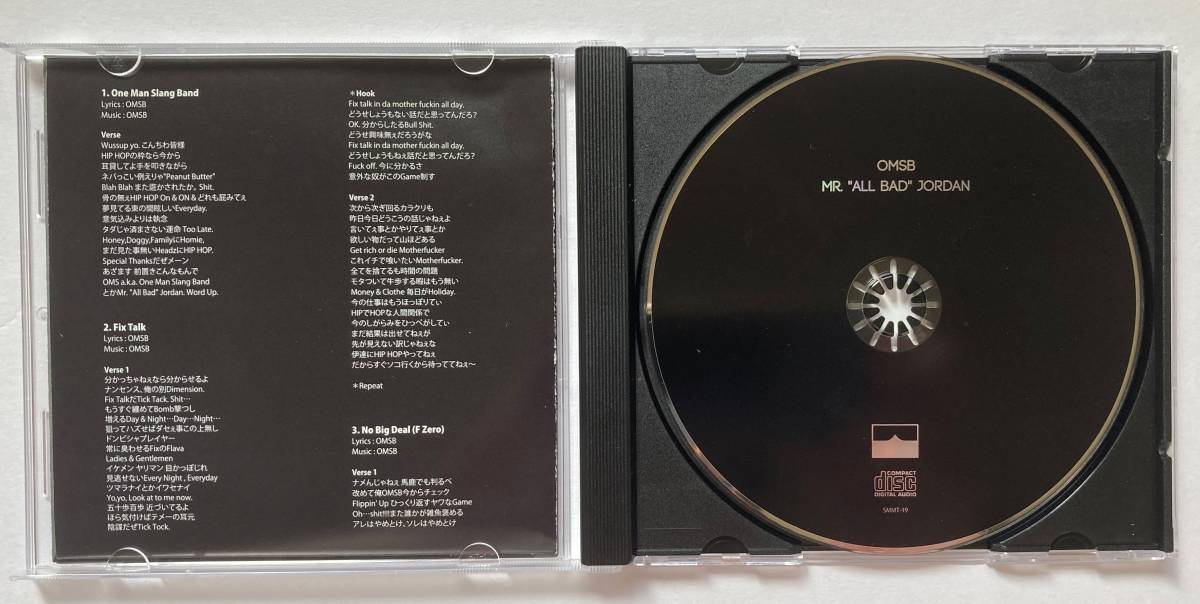 1. One Man Slang Band
Lyrics : OMSB
Music : OMSB
Verse
Wussup yo. こんちわ皆様
HIP HOPの枠なら今から
耳貸してよ手を叩きながら
ネバっこい例えりゃ"Peanut Butter"
Blah Blah また遊かされたか。Shit.
骨の無ぇHIP HOP On & ON & どれも屁みてぇ
夢見てる束の間眩しいEveryday.
意気込みよりは執念
タダじゃ済まさない運命 Too Late.
Honey,Doggy,FamilyにHomie,
まだ見た事無いHeadzにHIP HOP.
Special Thanksだぜメーン
あざます 前置きこんなもんで
OMS a.k.a. One Man Slang Band
とかMr. "All Bad" Jordan. Word Up.
2. Fix Talk
Lyrics : OMSB
Music : OMSB
Verse 1
分かっちゃねぇなら分からせるよ
ナンセンス、俺の別Dimension.
Fix TalkだTick Tack. Shit…
もうすぐ纏めてBomb撃つし
増えるDay & Night…Day…Night…
狙ってハズせばダセぇ事この上無し
ドンピシャプレイヤー
常に臭わせるFixのFlava
Ladies & Gentlemen
イケメン ヤリマン 目かっぽじれ
見逃せないEvery Night , Everyday
ツマラナイとかイワセナイ
Yo,yo, Look at to me now.
五十歩百歩 近づいてるよ
ほら気付けばテメーの耳元
陰謀だぜTick Tock.
＊Hook
Fix talk in da mother fuckin all day.
どうせしょうもない話だと思ってんだろ?
OK. 分からしたるBull Shit.
どうせ興味無ぇだろうがな
Fix talk in da mother fuckin all day.
どうせしょうもねぇ話だと思ってんだろ?
Fuck off. 今に分かるさ
意外な奴がこのGame制す
Verse 2
次から次ぎ回るカラクリも
昨日今日どうこうの話じゃねぇよ
言いてぇ事とかやりてぇ事とか
欲しい物だって山ほどある
Get rich or die Motherfucker
これイチで喰いたいMotherfucker.
全てを捨てるも時間の問題
モタついて牛歩する暇はもう無い
Money & Clothe 毎日がHoliday.
今の仕事はもうほっぽりてぃ
HIPでHOPな人間関係で
今のしがらみをひっぺがしてぃ
まだ結果は出せてねぇが
先が見えない訳じゃねぇな
伊達にHIP HOPやってねぇ
だからすぐソコ行くから待っててねぇ〜
＊Repeat
3. No Big Deal (F Zero)
Lyrics : OMSB
Music : OMSB
Verse 1
ナメんじゃねぇ 馬鹿でも判るべ
改めて俺OMSB今からチェック
Flippin' Up ひっくり返すヤワなGame
Oh…shit!!!!また誰かが雑魚褒める
アレはやめとけ、ソレはやめとけ
OMSB
MR. "ALL BAD" JORDAN
COMPACT
disc
DIGITAL AUDIO
SMMT-19